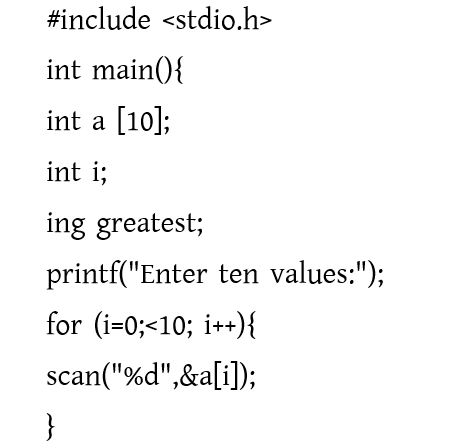 #include <stdio.h>
int main(){
int a [10];
int i;
ing greatest;
printf("Enter ten values:");
for (i=0;<10; i++){
scan("%d",&a[i]);
}